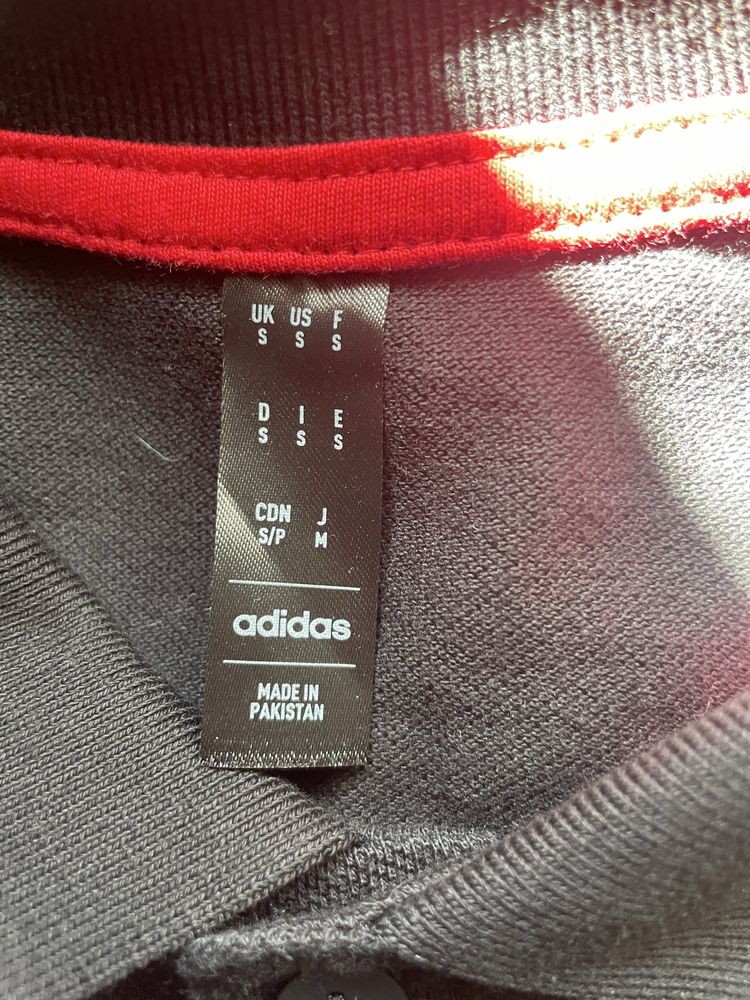 UK US F
S S S
D I E
S S S
CDN J
S/P M
adidas
MADE IN
PAKISTAN